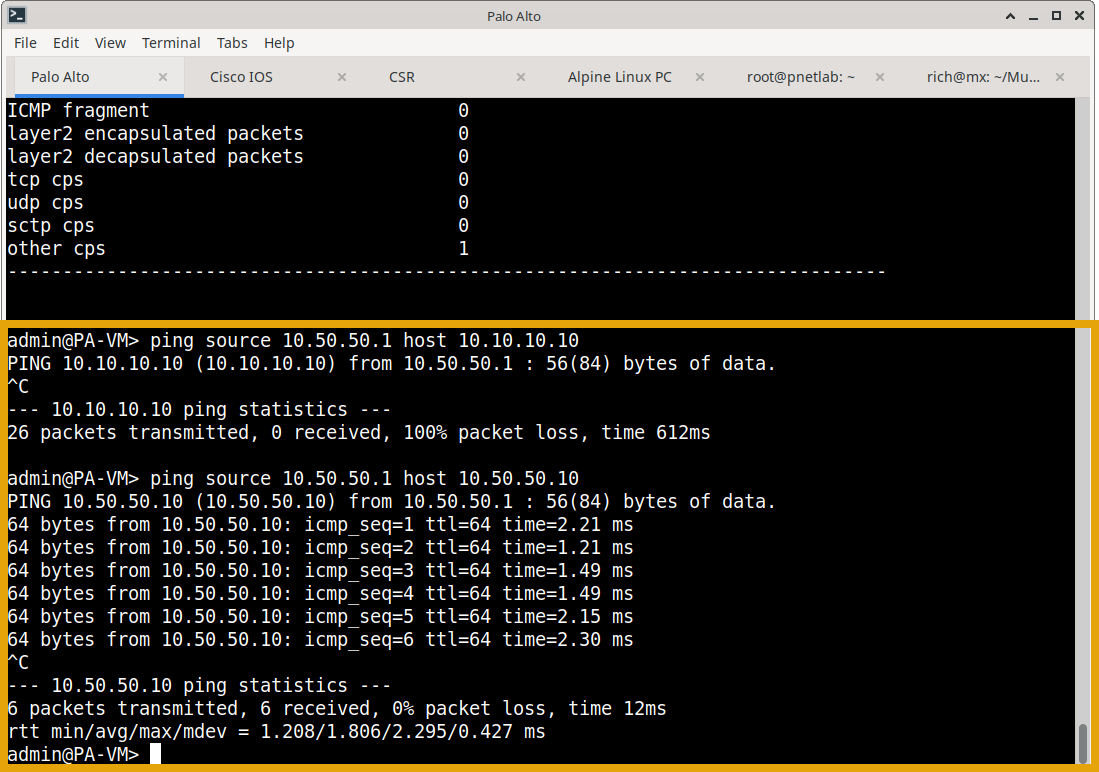 Palo Alto
File Edit View Terminal Tabs Help
Palo Alto Cisco IOS CSR Alpine Linux PC root@pnetlab: ~ rich@mx: ~/Mu...
ICMP fragment 0
layer2 encapsulated packets 0
layer2 decapsulated packets 0
tcp cps 0
udp cps 0
sctp cps 0
other cps 1
--------------------------------------------------------------------------------
admin@PA-VM> ping source 10.50.50.1 host 10.10.10.10
PING 10.10.10.10 (10.10.10.10) from 10.50.50.1 : 56(84) bytes of data.
^C
--- 10.10.10.10 ping statistics ---
26 packets transmitted, 0 received, 100% packet loss, time 612ms
admin@PA-VM> ping source 10.50.50.1 host 10.50.50.10
PING 10.50.50.10 (10.50.50.10) from 10.50.50.1 : 56(84) bytes of data.
64 bytes from 10.50.50.10: icmp_seq=1 ttl=64 time=2.21 ms
64 bytes from 10.50.50.10: icmp_seq=2 ttl=64 time=1.21 ms
64 bytes from 10.50.50.10: icmp_seq=3 ttl=64 time=1.49 ms
64 bytes from 10.50.50.10: icmp_seq=4 ttl=64 time=1.49 ms
64 bytes from 10.50.50.10: icmp_seq=5 ttl=64 time=2.15 ms
64 bytes from 10.50.50.10: icmp_seq=6 ttl=64 time=2.30 ms
^C
--- 10.50.50.10 ping statistics ---
6 packets transmitted, 6 received, 0% packet loss, time 12ms
rtt min/avg/max/mdev = 1.208/1.806/2.295/0.427 ms
admin@PA-VM>